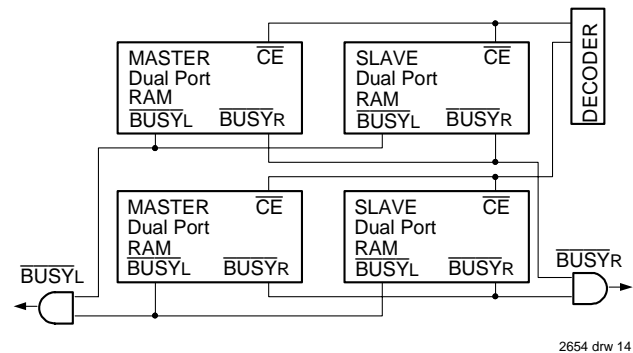 MASTER CE
Dual Port
RAM
BUSYL BUSYR
SLAVE CE
Dual Port
RAM
BUSYL BUSYR
DECODER
MASTER CE
Dual Port
RAM
BUSYL BUSYR
SLAVE CE
Dual Port
RAM
BUSYL BUSYR
BUSYL
BUSYR
2654 drw 14